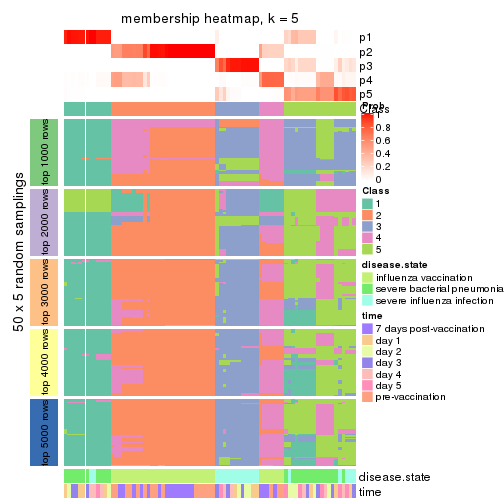 membership heatmap, k = 5
p1
p2
p3
p4
p5
Class
Prob
1
0.8
0.6
0.4
0.2
0
Class
1
2
3
4
5
disease.state
influenza vaccination
severe bacterial pneumonia
severe influenza infection
time
7 days post-vaccination
day 1
day 2
day 3
day 4
day 5
pre-vaccination
50 x 5 random samplings
top 1000 rows
top 2000 rows
top 3000 rows
top 4000 rows
top 5000 rows
disease.state
time